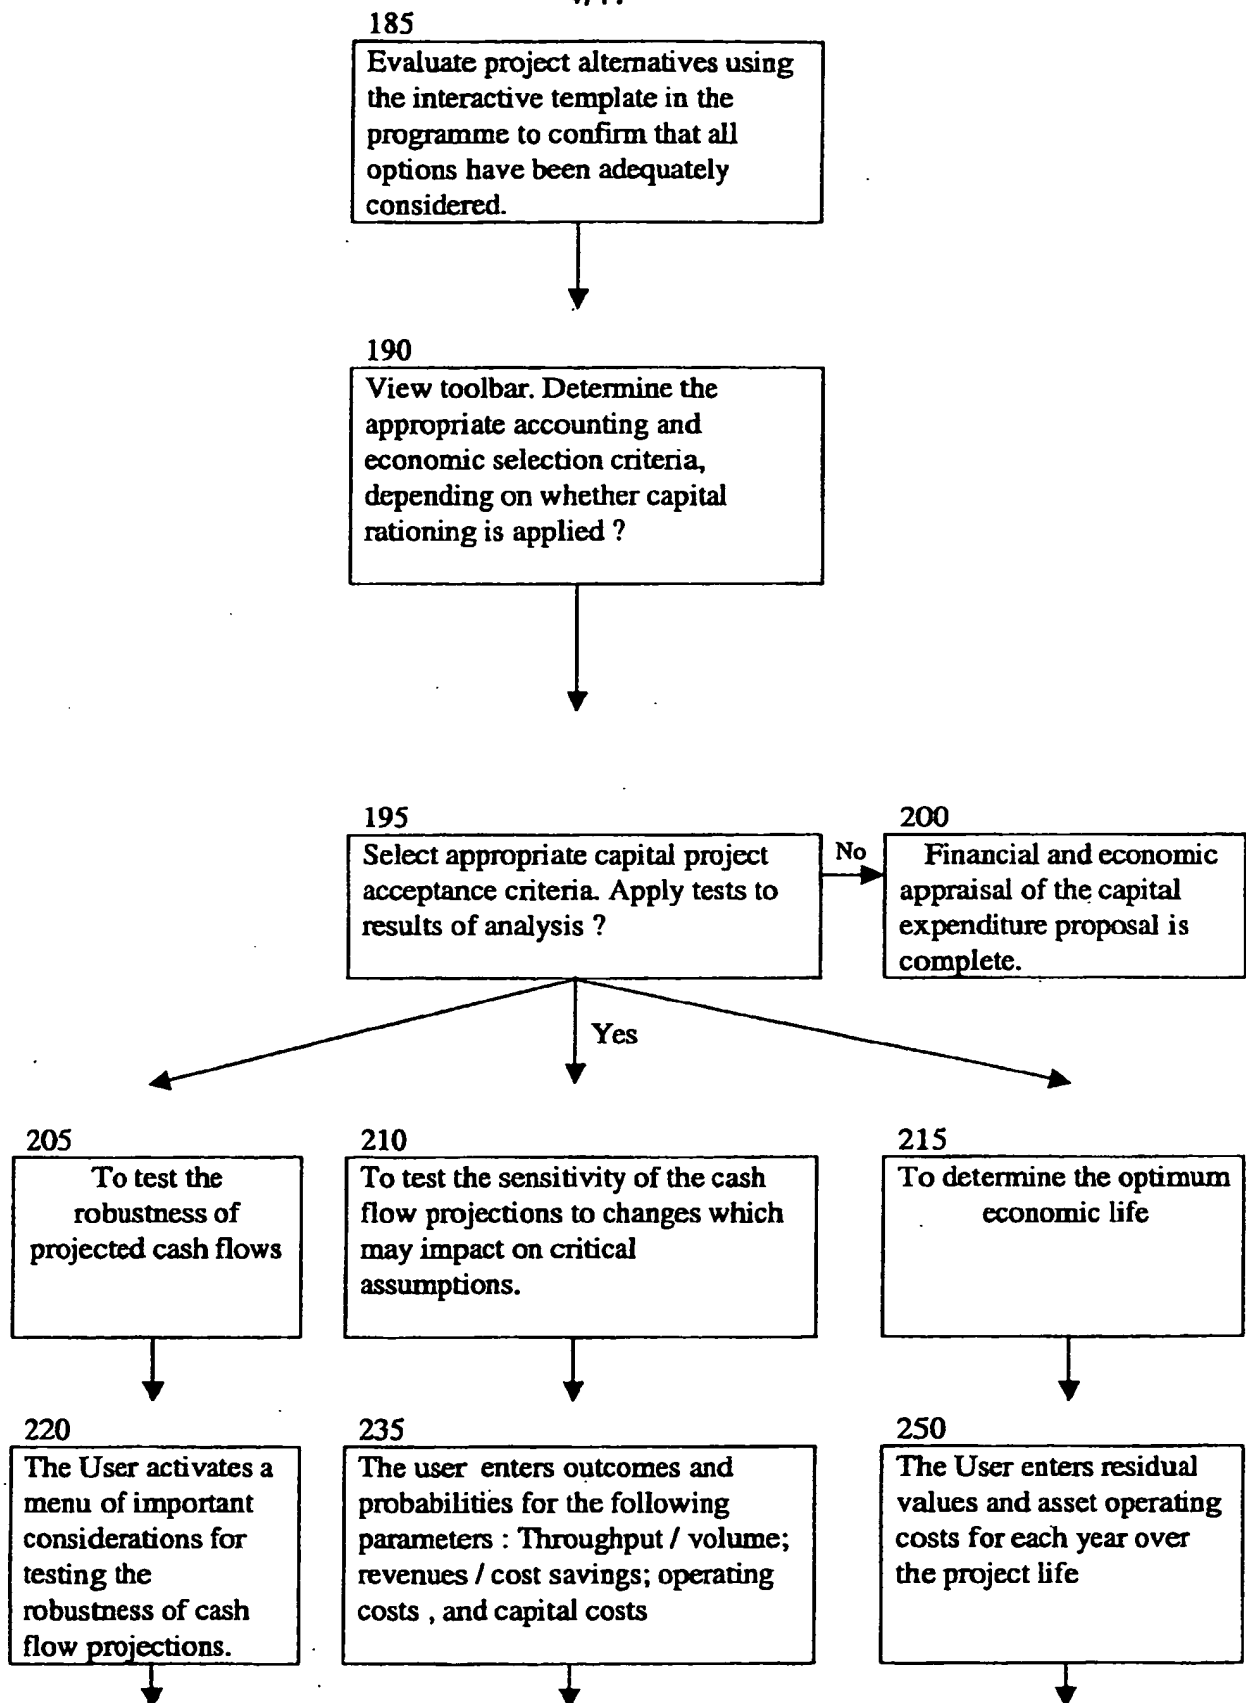 185
Evaluate project alternatives using
the interactive template in the
programme to confirm that all
options have been adequately
considered.
190
View toolbar. Determine the
appropriate accounting and
economic selection criteria,
depending on whether capital
rationing is applied ?
195
Select appropriate capital project
acceptance criteria. Apply tests to
results of analysis ?
No
200
Financial and economic
appraisal of the capital
expenditure proposal is
complete.
Yes
205
To test the
robustness of
projected cash flows
210
To test the sensitivity of the cash
flow projections to changes which
may impact on critical
assumptions.
215
To determine the optimum
economic life
220
The User activates a
menu of important
considerations for
testing the
robustness of cash
flow projections.
235
The user enters outcomes and
probabilities for the following
parameters : Throughput / volume;
revenues / cost savings; operating
costs , and capital costs
250
The User enters residual
values and asset operating
costs for each year over
the project life